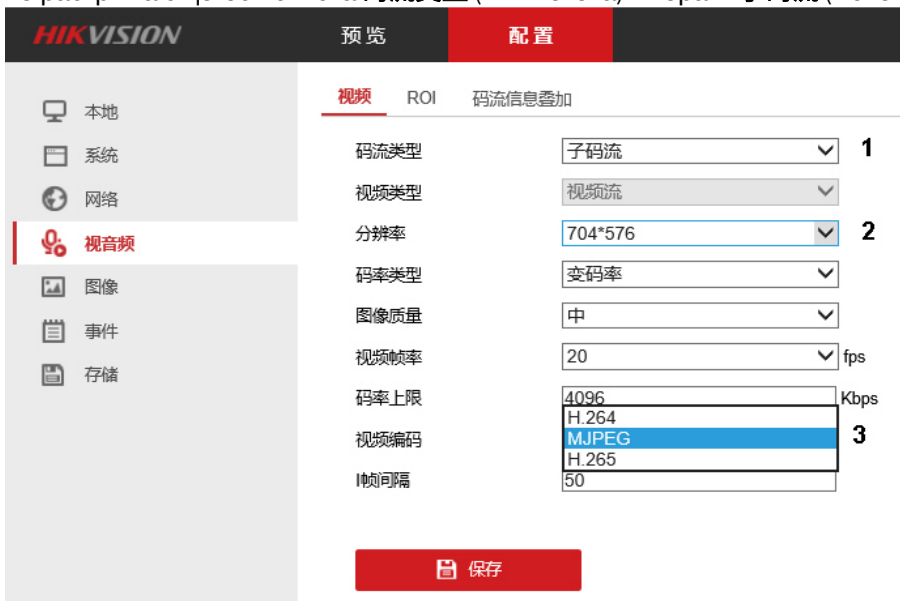 HIKVISION 预览 配置
本地
系统
网络
视音频
图像
事件
存储
视频 ROI 码流信息叠加
码流类型 子码流 1
视频类型 视频流
分辨率 704*576 2
码率类型 变码率
图像质量 中
视频帧率 20 fps
码率上限 4096 Kbps
H.264
视频编码 MJPEG 3
H.265
I帧间隔 50
保存